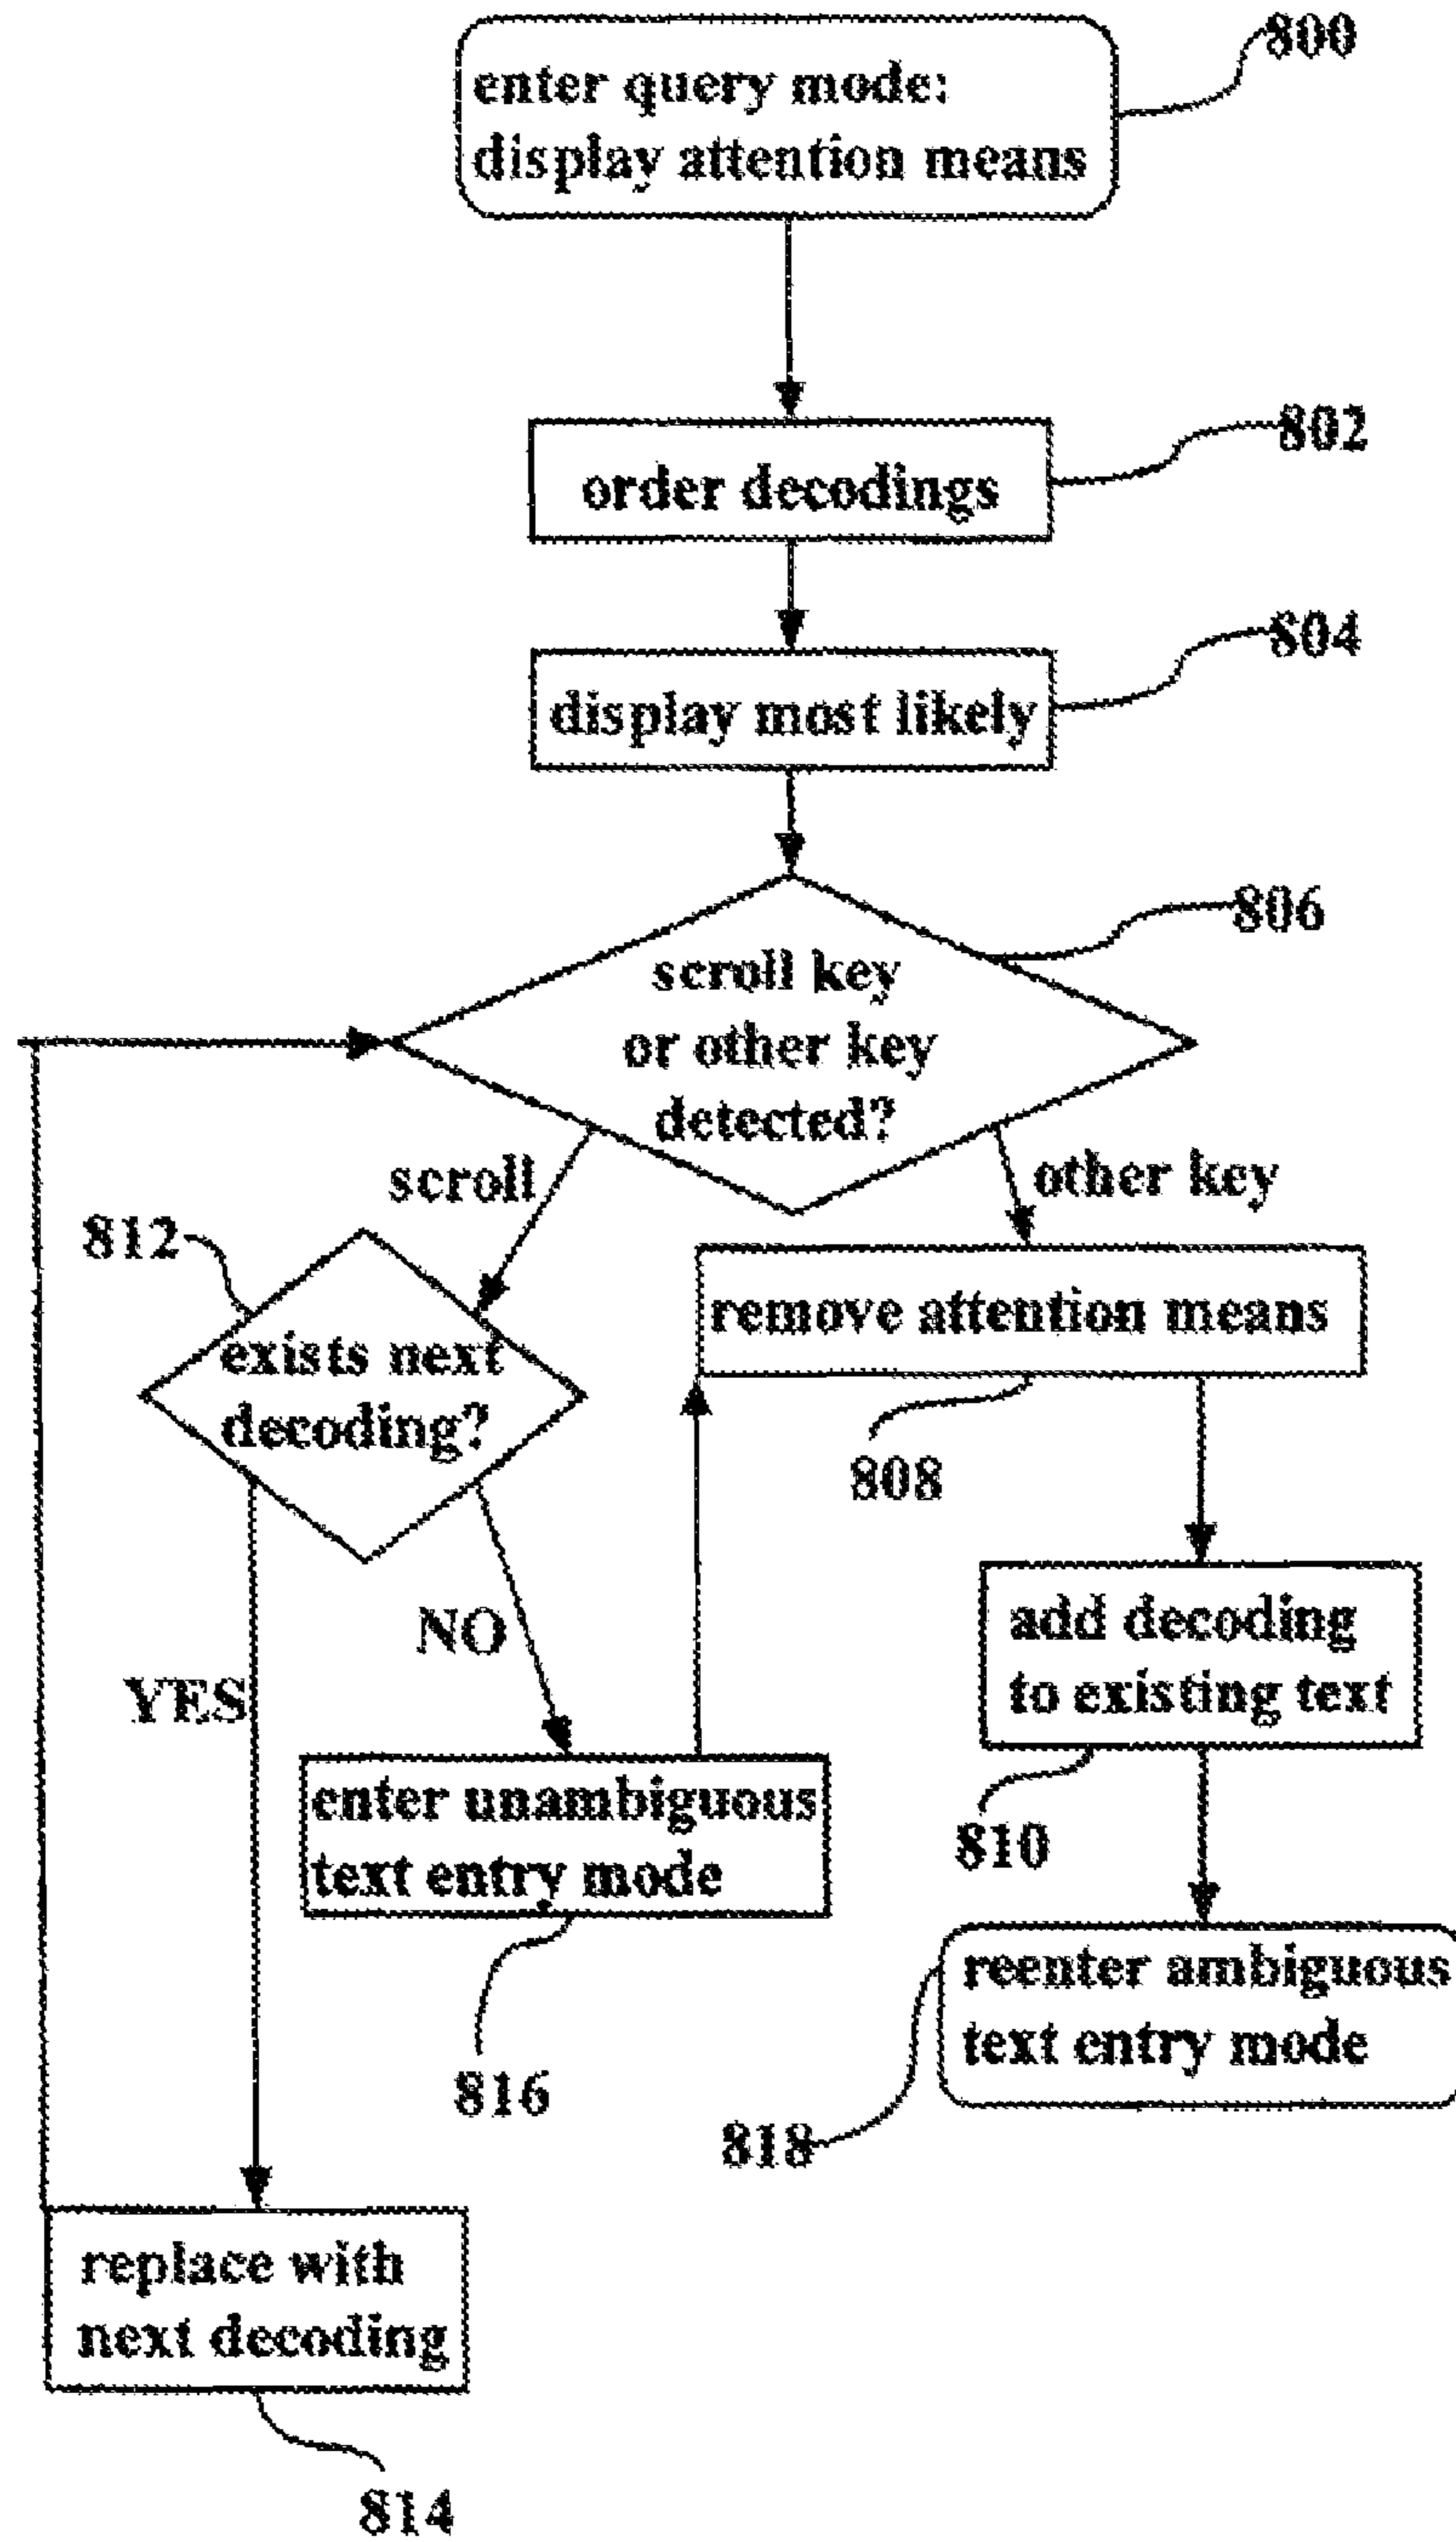 800
enter query mode:
display attention means
802
order decodings
804
display most likely
806
scroll key
or other key
detected?
scroll
other key
812
remove attention means
exists next
decoding?
808
add decoding
to existing text
NO
YES
810
enter unambiguous
text entry mode
reenter ambiguous
text entry mode
816
818
replace with
next decoding
814